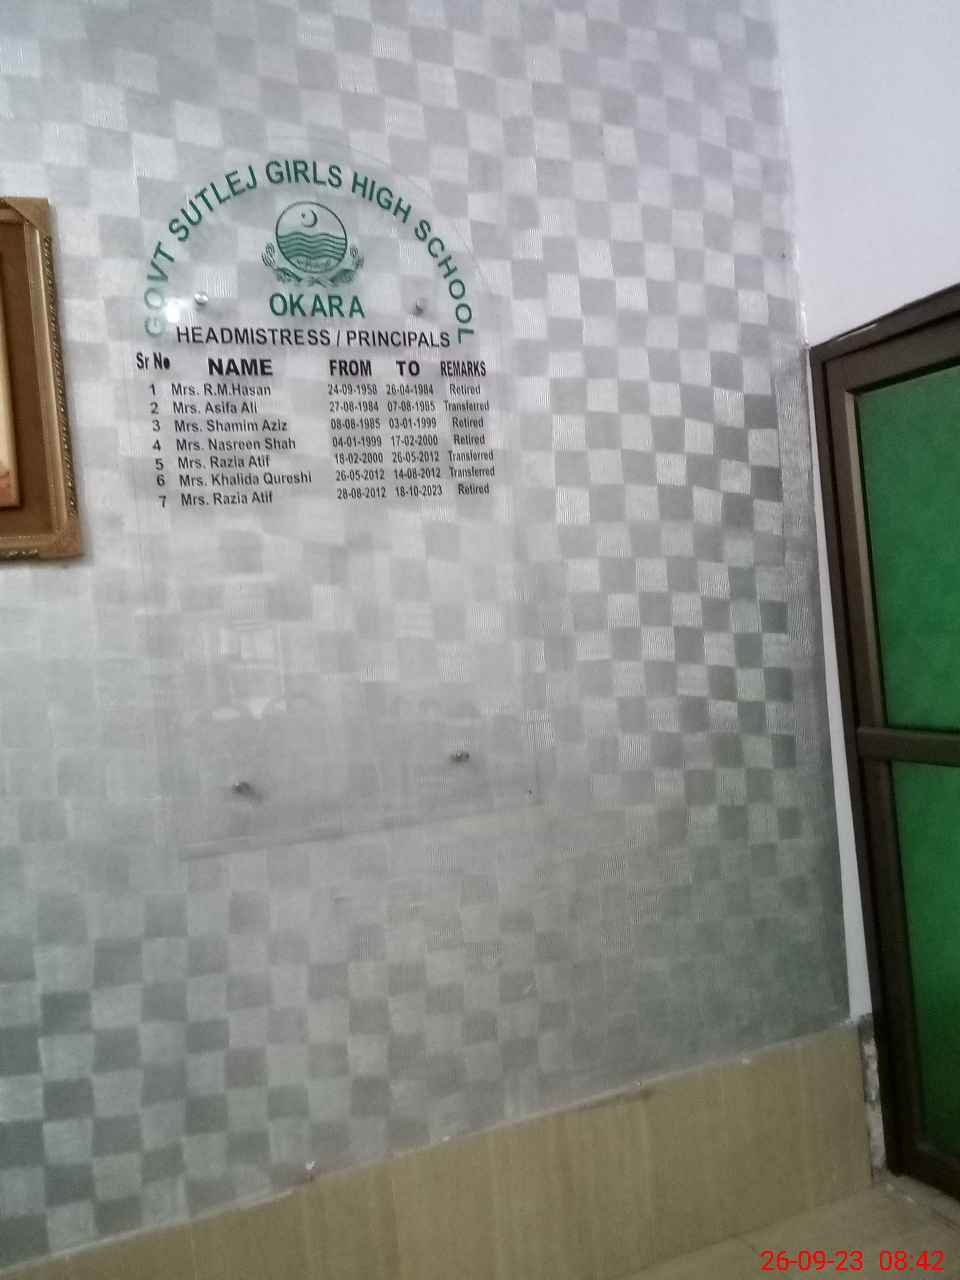 GOVT SUTLEJ GIRLS HIGH SCHOOL
OKARA
HEADMISTRESS / PRINCIPALS
Sr No NAME FROM TO REMARKS
1 Mrs. R.M.Hasan 24-09-1958 26-04-1984 Retired
2 Mrs. Asifa Ali 27-08-1984 07-08-1985 Transferred
3 Mrs. Shamim Aziz 08-08-1985 03-01-1999 Retired
4 Mrs. Nasreen Shah 04-01-1999 17-02-2000 Retired
5 Mrs. Razia Atif 18-02-2000 26-05-2012 Transferred
6 Mrs. Khalida Qureshi 26-05-2012 14-08-2012 Transferred
7 Mrs. Razia Atif 28-08-2012 18-10-2023 Retired
26-09-23 08:42